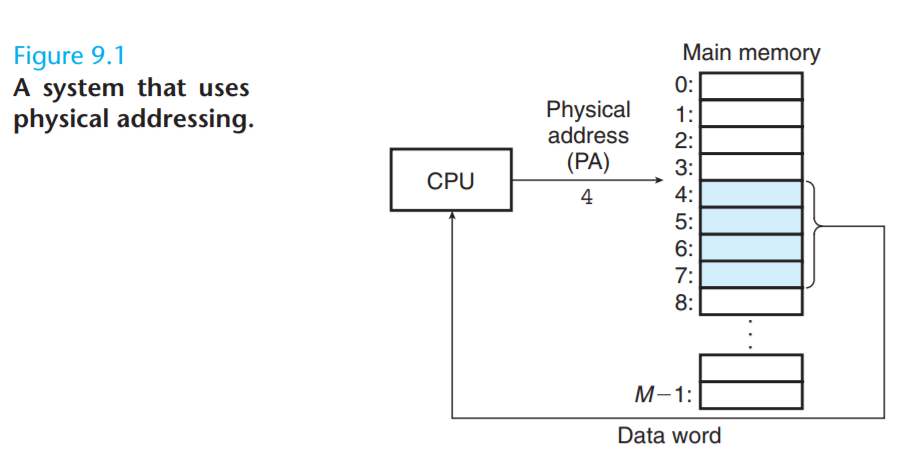 Figure 9.1
A system that uses
physical addressing.
Main memory
0:
1:
2:
3:
4:
5:
6:
7:
8:
M−1:
Physical
address
(PA)
4
CPU
Data word